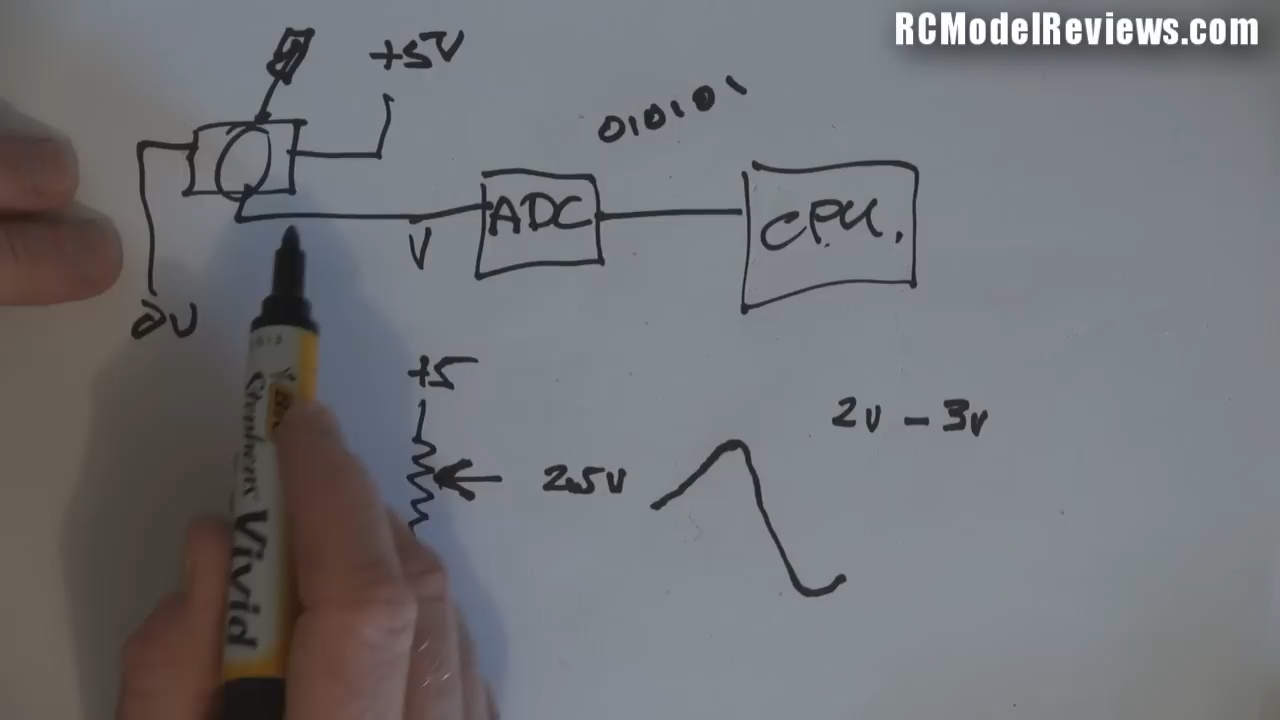 RCModelReviews.com
+5V
010101
ADC
CPU.
V
0V
+5
2V - 3V
2.5V
Vivid